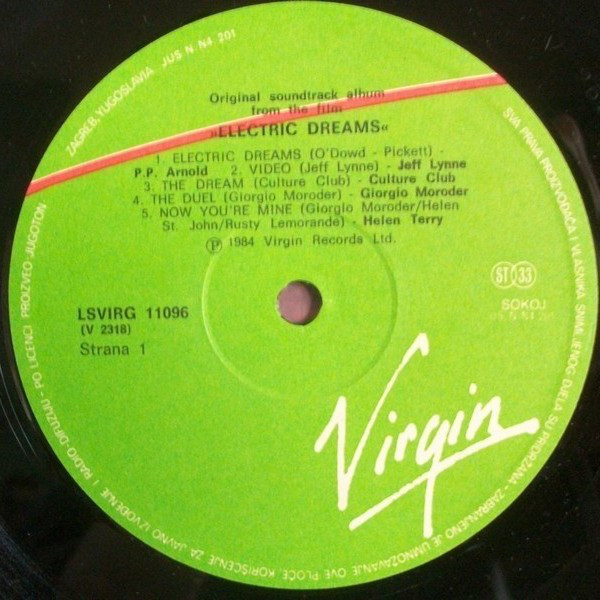 Original soundtrack album
from the film
»ELECTRIC DREAMS«
1. ELECTRIC DREAMS (O'Dowd - Pickett) -
P.P. Arnold 2. VIDEO (Jeff Lynne) - Jeff Lynne
3. THE DREAM (Culture Club) - Culture Club
4. THE DUEL (Giorgio Moroder) - Giorgio Moroder
5. NOW YOU'RE MINE (Giorgio Moroder/Helen
St. John/Rusty Lemorande) - Helen Terry
Ⓟ 1984 Virgin Records Ltd.
LSVIRG 11096
(V 2318)
Strana 1
ST 33
SOKOJ
JUS N N4 201
Virgin
ZAGREB, YUGOSLAVIA JUS N N4 201
SVA PRAVA PROIZVOĐAČA I VLASNIKA SNIMLJENOG DJELA SU PRIDRŽANA - ZABRANJENO JE UMNOŽAVANJE OVE PLOČE, KORIŠĆENJE ZA JAVNO IZVOĐENJE I RADIO-DIFUZIJU - PO LICENCI PROIZVEO JUGOTON